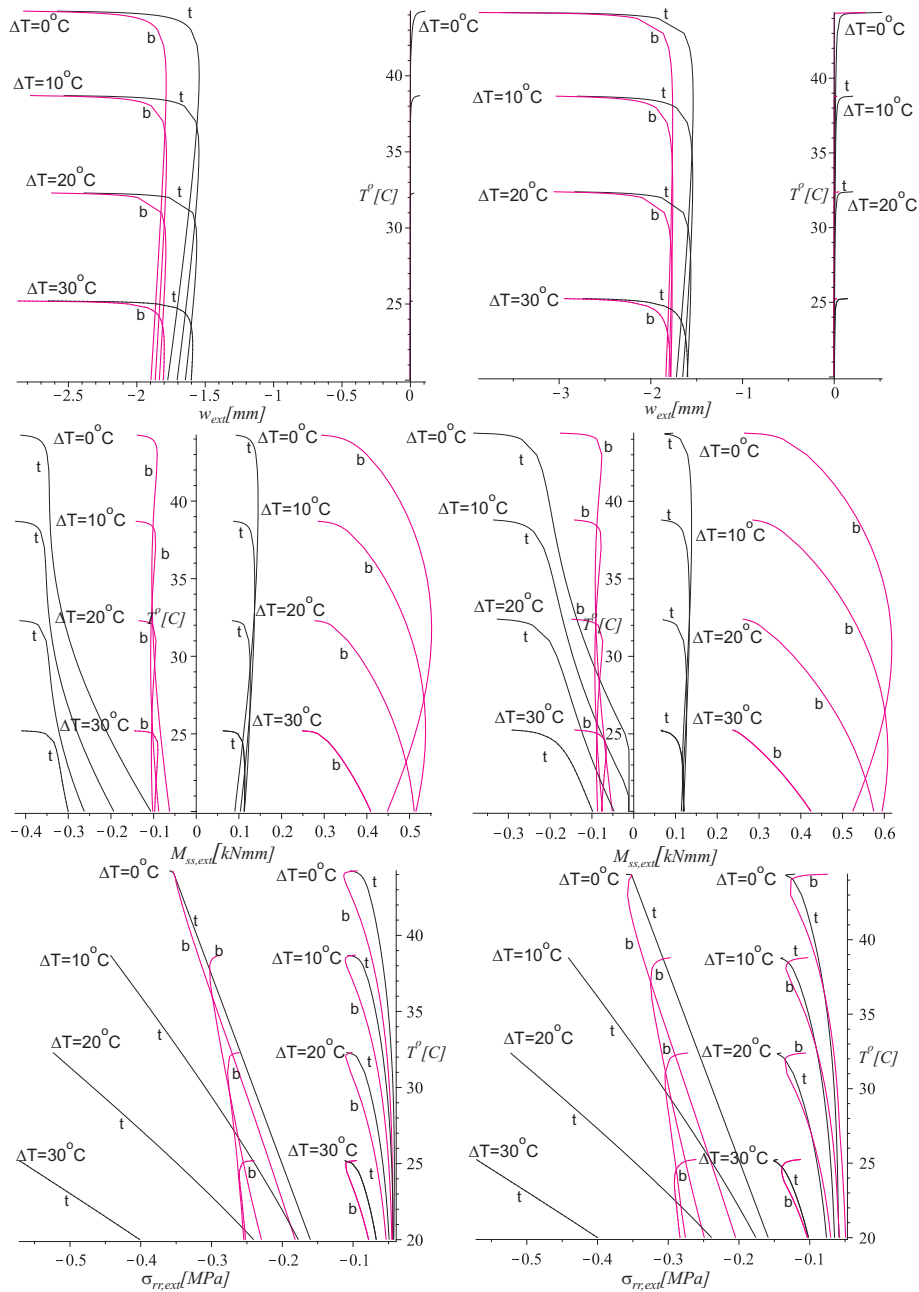 ΔT=0°C
b
t
ΔT=0°C
40
t
ΔT=10°C
b
35
t
ΔT=20°C
T°[C]
b
30
ΔT=30°C
t
25
b
-2.5 -2 -1.5 -1 -0.5 0
w_ext[mm]
ΔT=0°C
t
b
ΔT=0°C
40
t
ΔT=10°C
t
ΔT=10°C
b
35
t
t
ΔT=20°C
T°[C]
ΔT=20°C
b
30
ΔT=30°C
t
25
b
-3 -2 -1 0
w_ext[mm]
ΔT=0°C
t
b
t
ΔT=0°C
b
40
ΔT=10°C
t
b
t
ΔT=10°C
b
35
ΔT=20°C
T°[C]
t
b
ΔT=20°C
t
b
30
ΔT=30°C
b
t
25
ΔT=30°C
t
b
-0.4 -0.3 -0.2 -0.1 0 0.1 0.2 0.3 0.4 0.5
M_ss,ext[kNmm]
ΔT=0°C
t
b
t
ΔT=0°C
b
40
ΔT=10°C
t
b
t
ΔT=10°C
b
35
ΔT=20°C
b
T°[C]
t
t
ΔT=20°C
b
30
ΔT=30°C
b
t
25
t
ΔT=30°C
b
-0.3 -0.2 -0.1 0 0.1 0.2 0.3 0.4 0.5 0.6
M_ss,ext[kNmm]
ΔT=0°C
t
b
ΔT=0°C
t
b
40
ΔT=10°C
t
b
ΔT=10°C
t
b
35
ΔT=20°C
t
b
ΔT=20°C
t
b
T°[C]
30
ΔT=30°C
t
b
ΔT=30°C
t
b
25
20
-0.5 -0.4 -0.3 -0.2 -0.1
σ_rr,ext[MPa]
ΔT=0°C
t
b
ΔT=0°C
b
t
40
ΔT=10°C
t
b
ΔT=10°C
t
b
35
ΔT=20°C
t
b
ΔT=20°C
b
t
T°[C]
30
ΔT=30°C
t
b
ΔT=30°C
t
b
25
20
-0.5 -0.4 -0.3 -0.2 -0.1
σ_rr,ext[MPa]